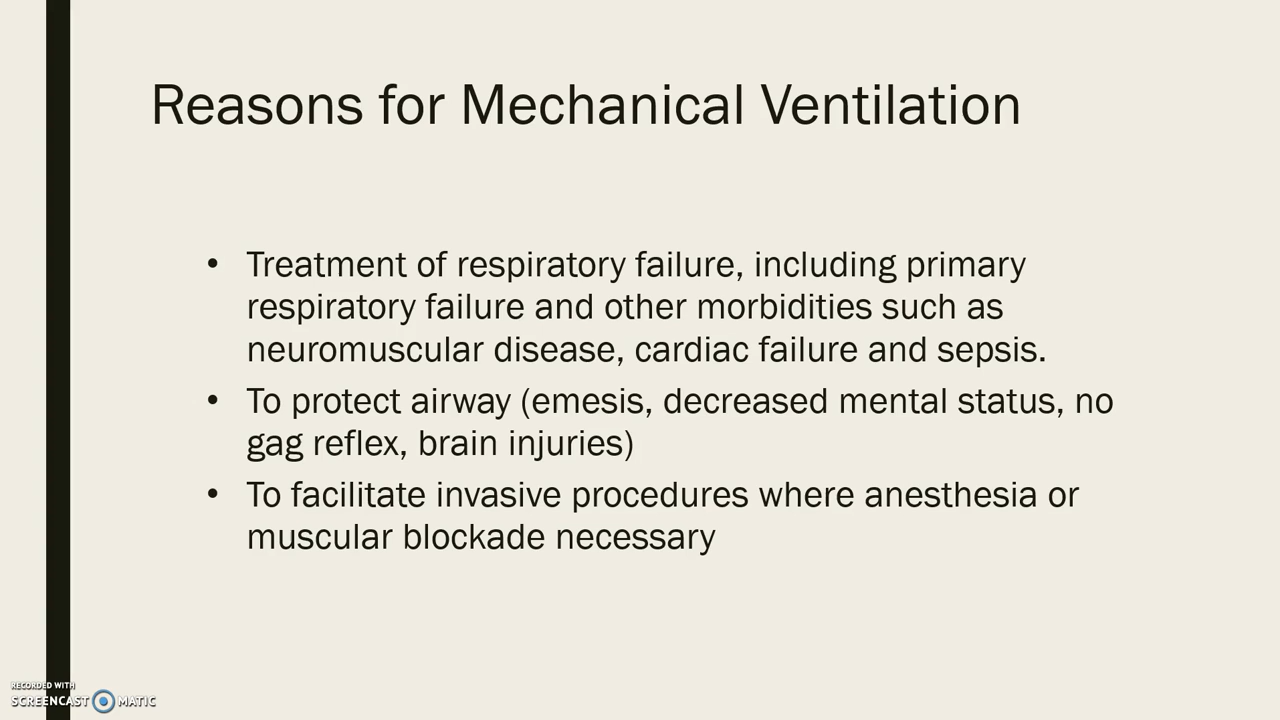 Reasons for Mechanical Ventilation
• Treatment of respiratory failure, including primary
respiratory failure and other morbidities such as
neuromuscular disease, cardiac failure and sepsis.
• To protect airway (emesis, decreased mental status, no
gag reflex, brain injuries)
• To facilitate invasive procedures where anesthesia or
muscular blockade necessary
RECORDED WITH
SCREENCAST MATIC